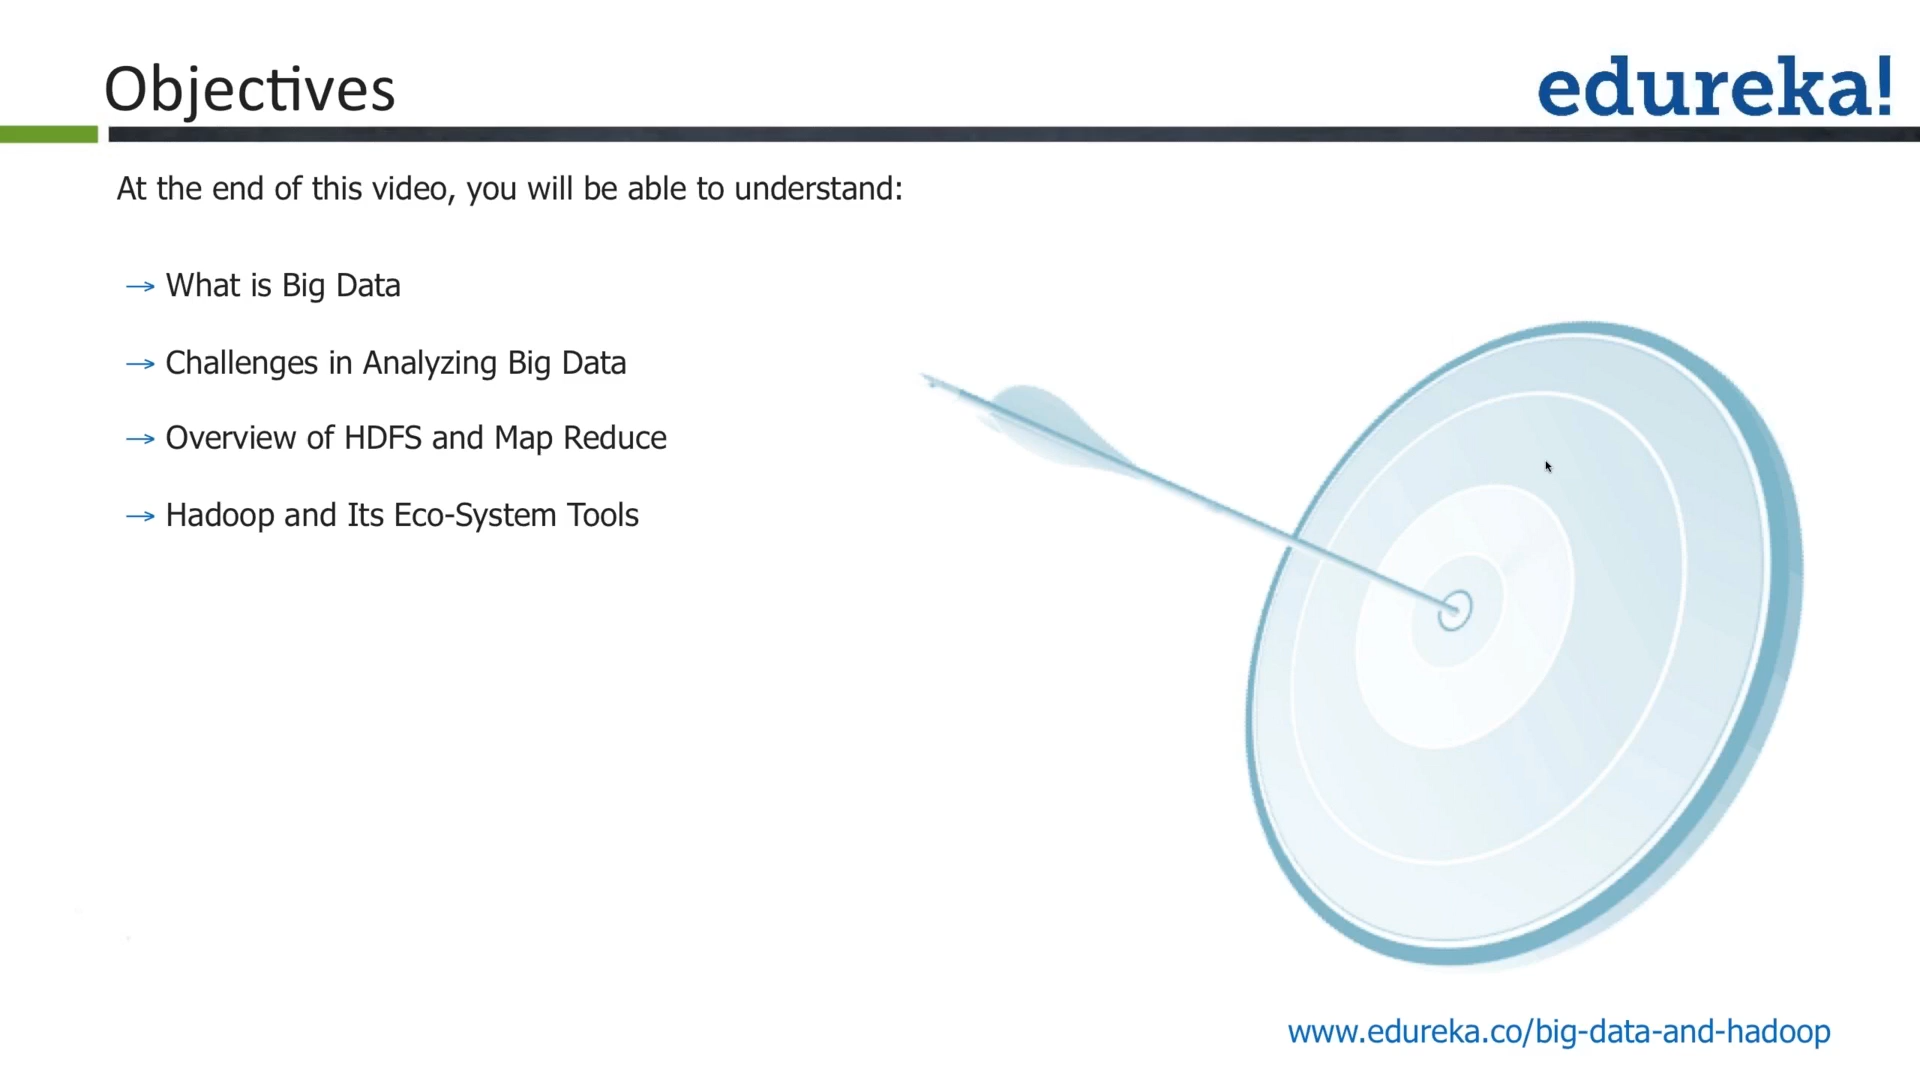 Objectives
edureka!
At the end of this video, you will be able to understand:
→ What is Big Data
→ Challenges in Analyzing Big Data
→ Overview of HDFS and Map Reduce
→ Hadoop and Its Eco-System Tools
www.edureka.co/big-data-and-hadoop